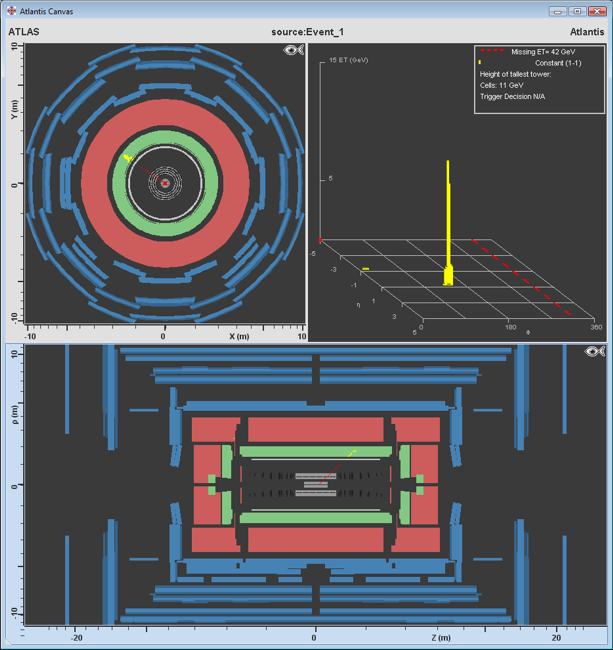 Atlantis Canvas
ATLAS source:Event_1 Atlantis
10
Y (m)
0
-10
-10 0 X (m) 10
15 ET (GeV)
5
Missing ET= 42 GeV
Constant (1-1)
Height of tallest tower:
Cells: 11 GeV
Trigger Decision N/A
-5
-3
-1
η 1
3
5
0 180 φ 360
10
ρ (m)
0
-10
-20 0 Z (m) 20